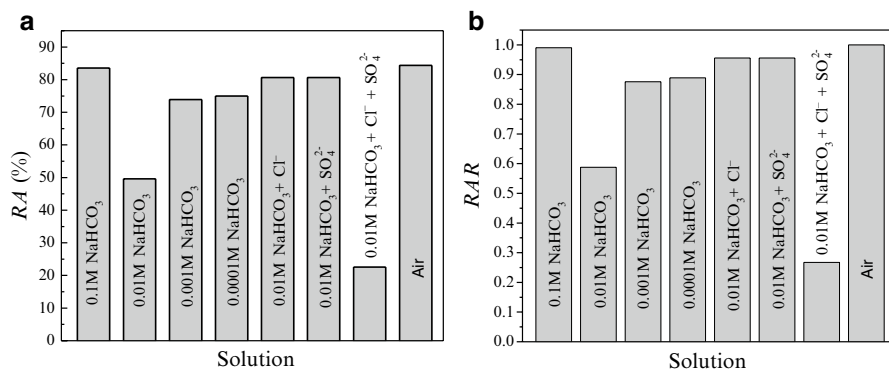 a
RA (%)
90
80
70
60
50
40
30
20
10
0
0.1M NaHCO₃
0.01M NaHCO₃
0.001M NaHCO₃
0.0001M NaHCO₃
0.01M NaHCO₃+ Cl⁻
0.01M NaHCO₃+ SO₄²⁻
0.01M NaHCO₃+ Cl⁻ + SO₄²⁻
Air
Solution
b
RAR
1.0
0.9
0.8
0.7
0.6
0.5
0.4
0.3
0.2
0.1
0.0
0.1M NaHCO₃
0.01M NaHCO₃
0.001M NaHCO₃
0.0001M NaHCO₃
0.01M NaHCO₃+ Cl⁻
0.01M NaHCO₃+ SO₄²⁻
0.01M NaHCO₃+ Cl⁻ + SO₄²⁻
Air
Solution